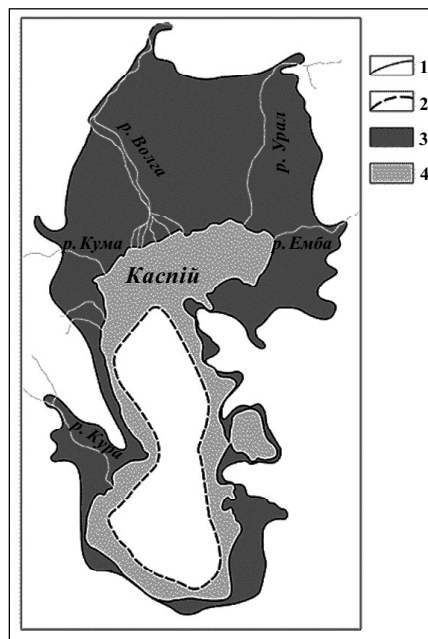 1
2
3
4
р. Волга
р. Урал
р. Кума
р. Емба
Каспій
р. Кура